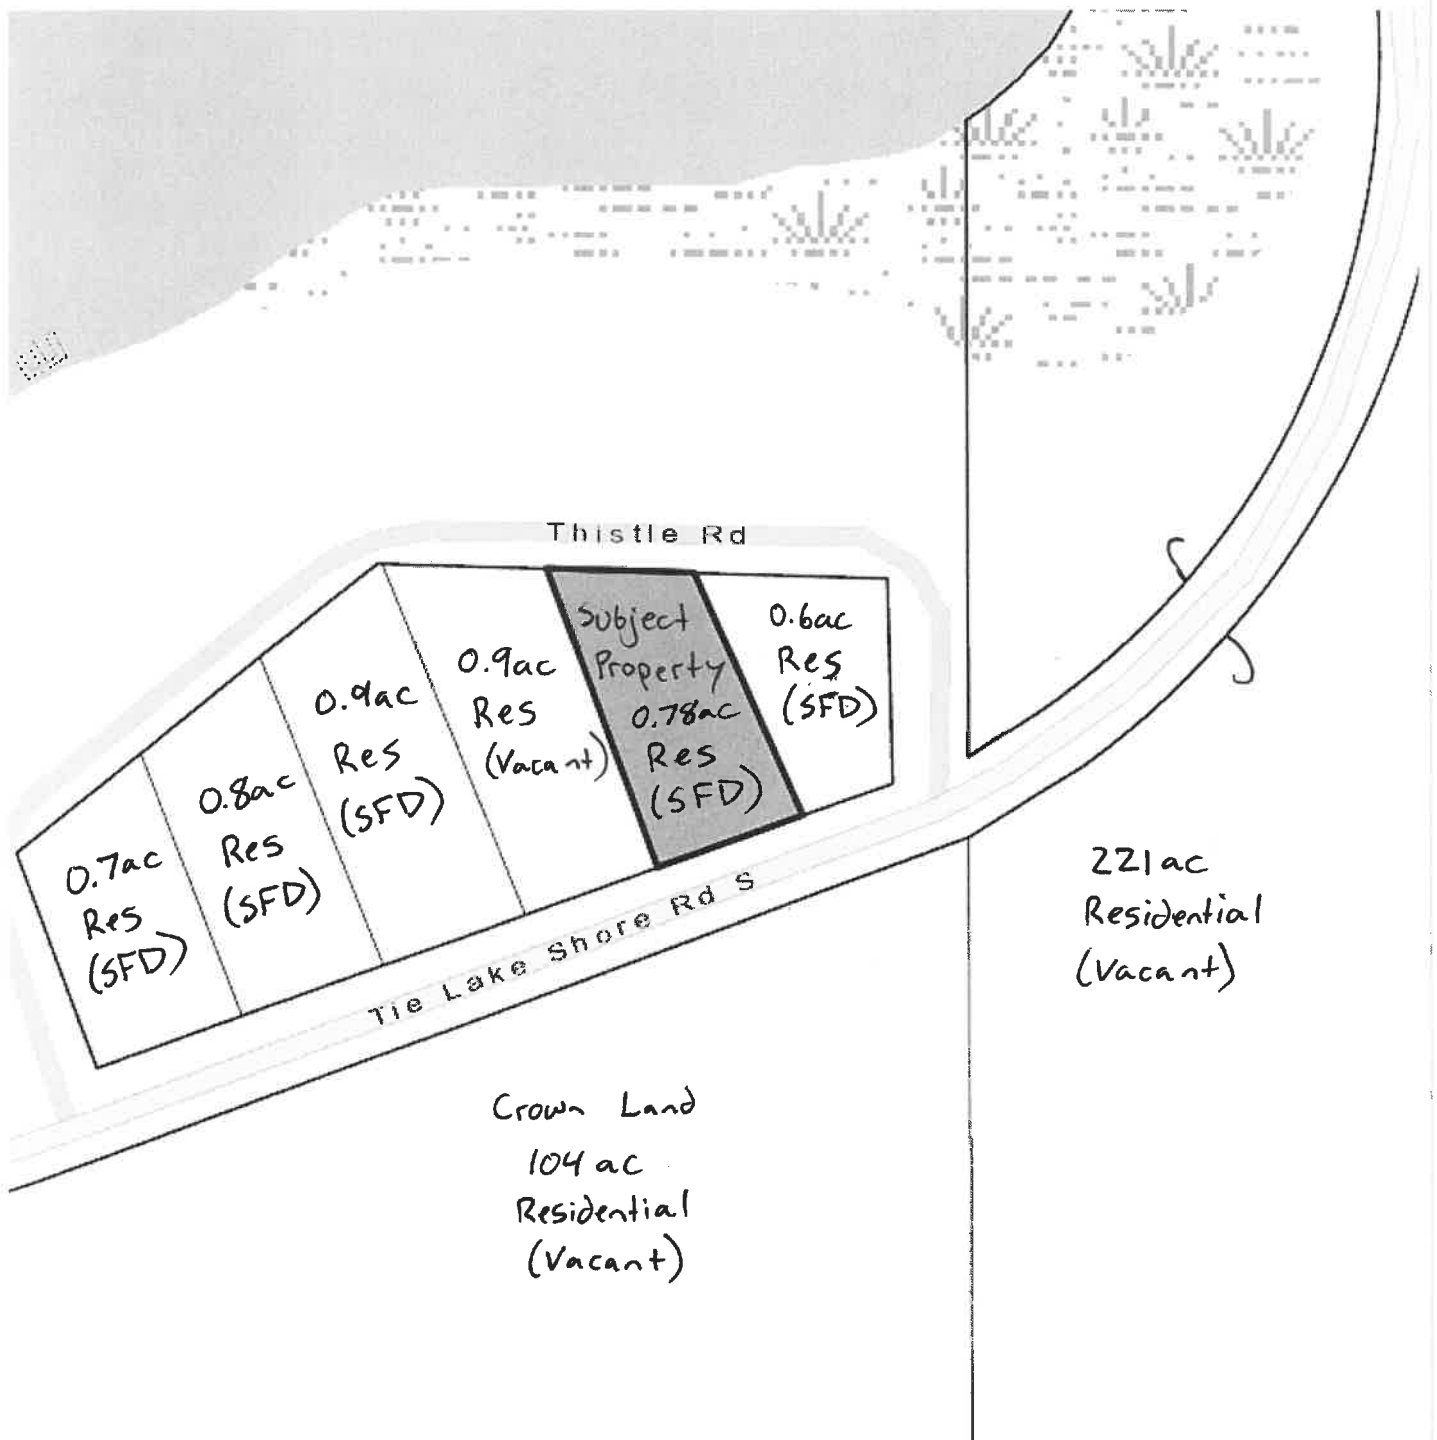 Thistle Rd
0.7ac
Res
(SFD)
0.8ac
Res
(SFD)
0.9ac
Res
(SFD)
0.9ac
Res
(Vacant)
Subject
Property
0.78ac
Res
(SFD)
0.6ac
Res
(SFD)
Tie Lake Shore Rd S
221ac
Residential
(Vacant)
Crown Land
104 ac
Residential
(Vacant)